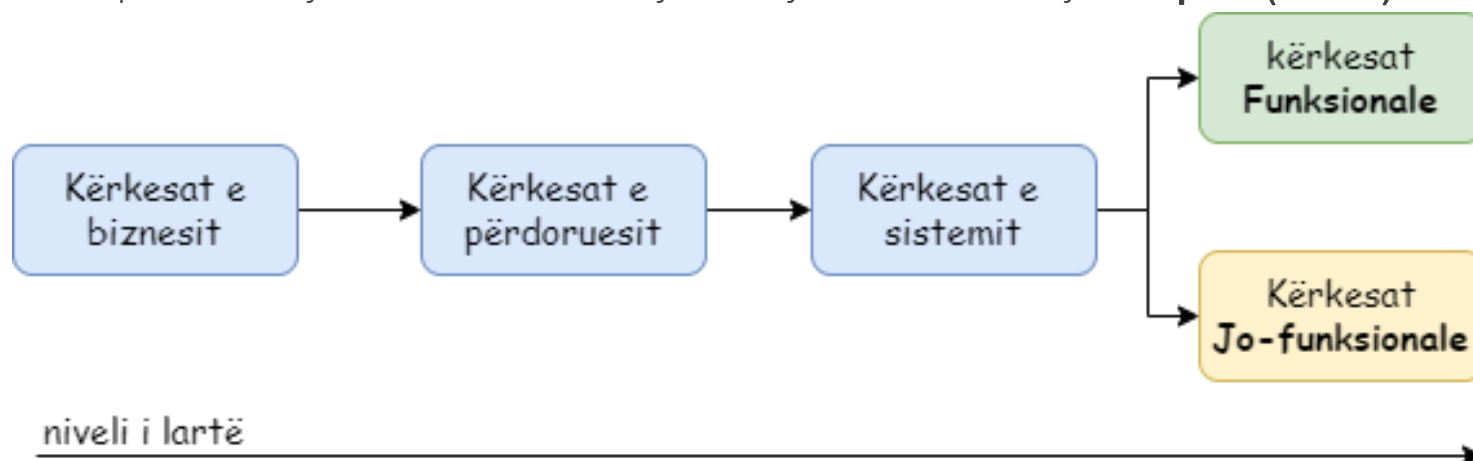 kërkesat
Funksionale
Kërkesat e
biznesit
Kërkesat e
përdoruesit
Kërkesat e
sistemit
Kërkesat
Jo-funksionale
niveli i lartë